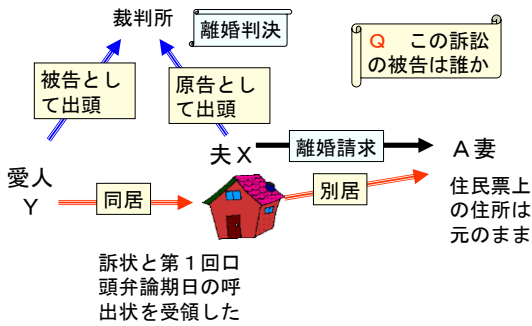 裁判所
離婚判決
Q この訴訟
の被告は誰か
被告とし
て出頭
原告とし
て出頭
夫X
離婚請求
A妻
愛人
Y
同居
別居
住民票上
の住所は
元のまま
訴状と第1回口
頭弁論期日の呼
出状を受領した